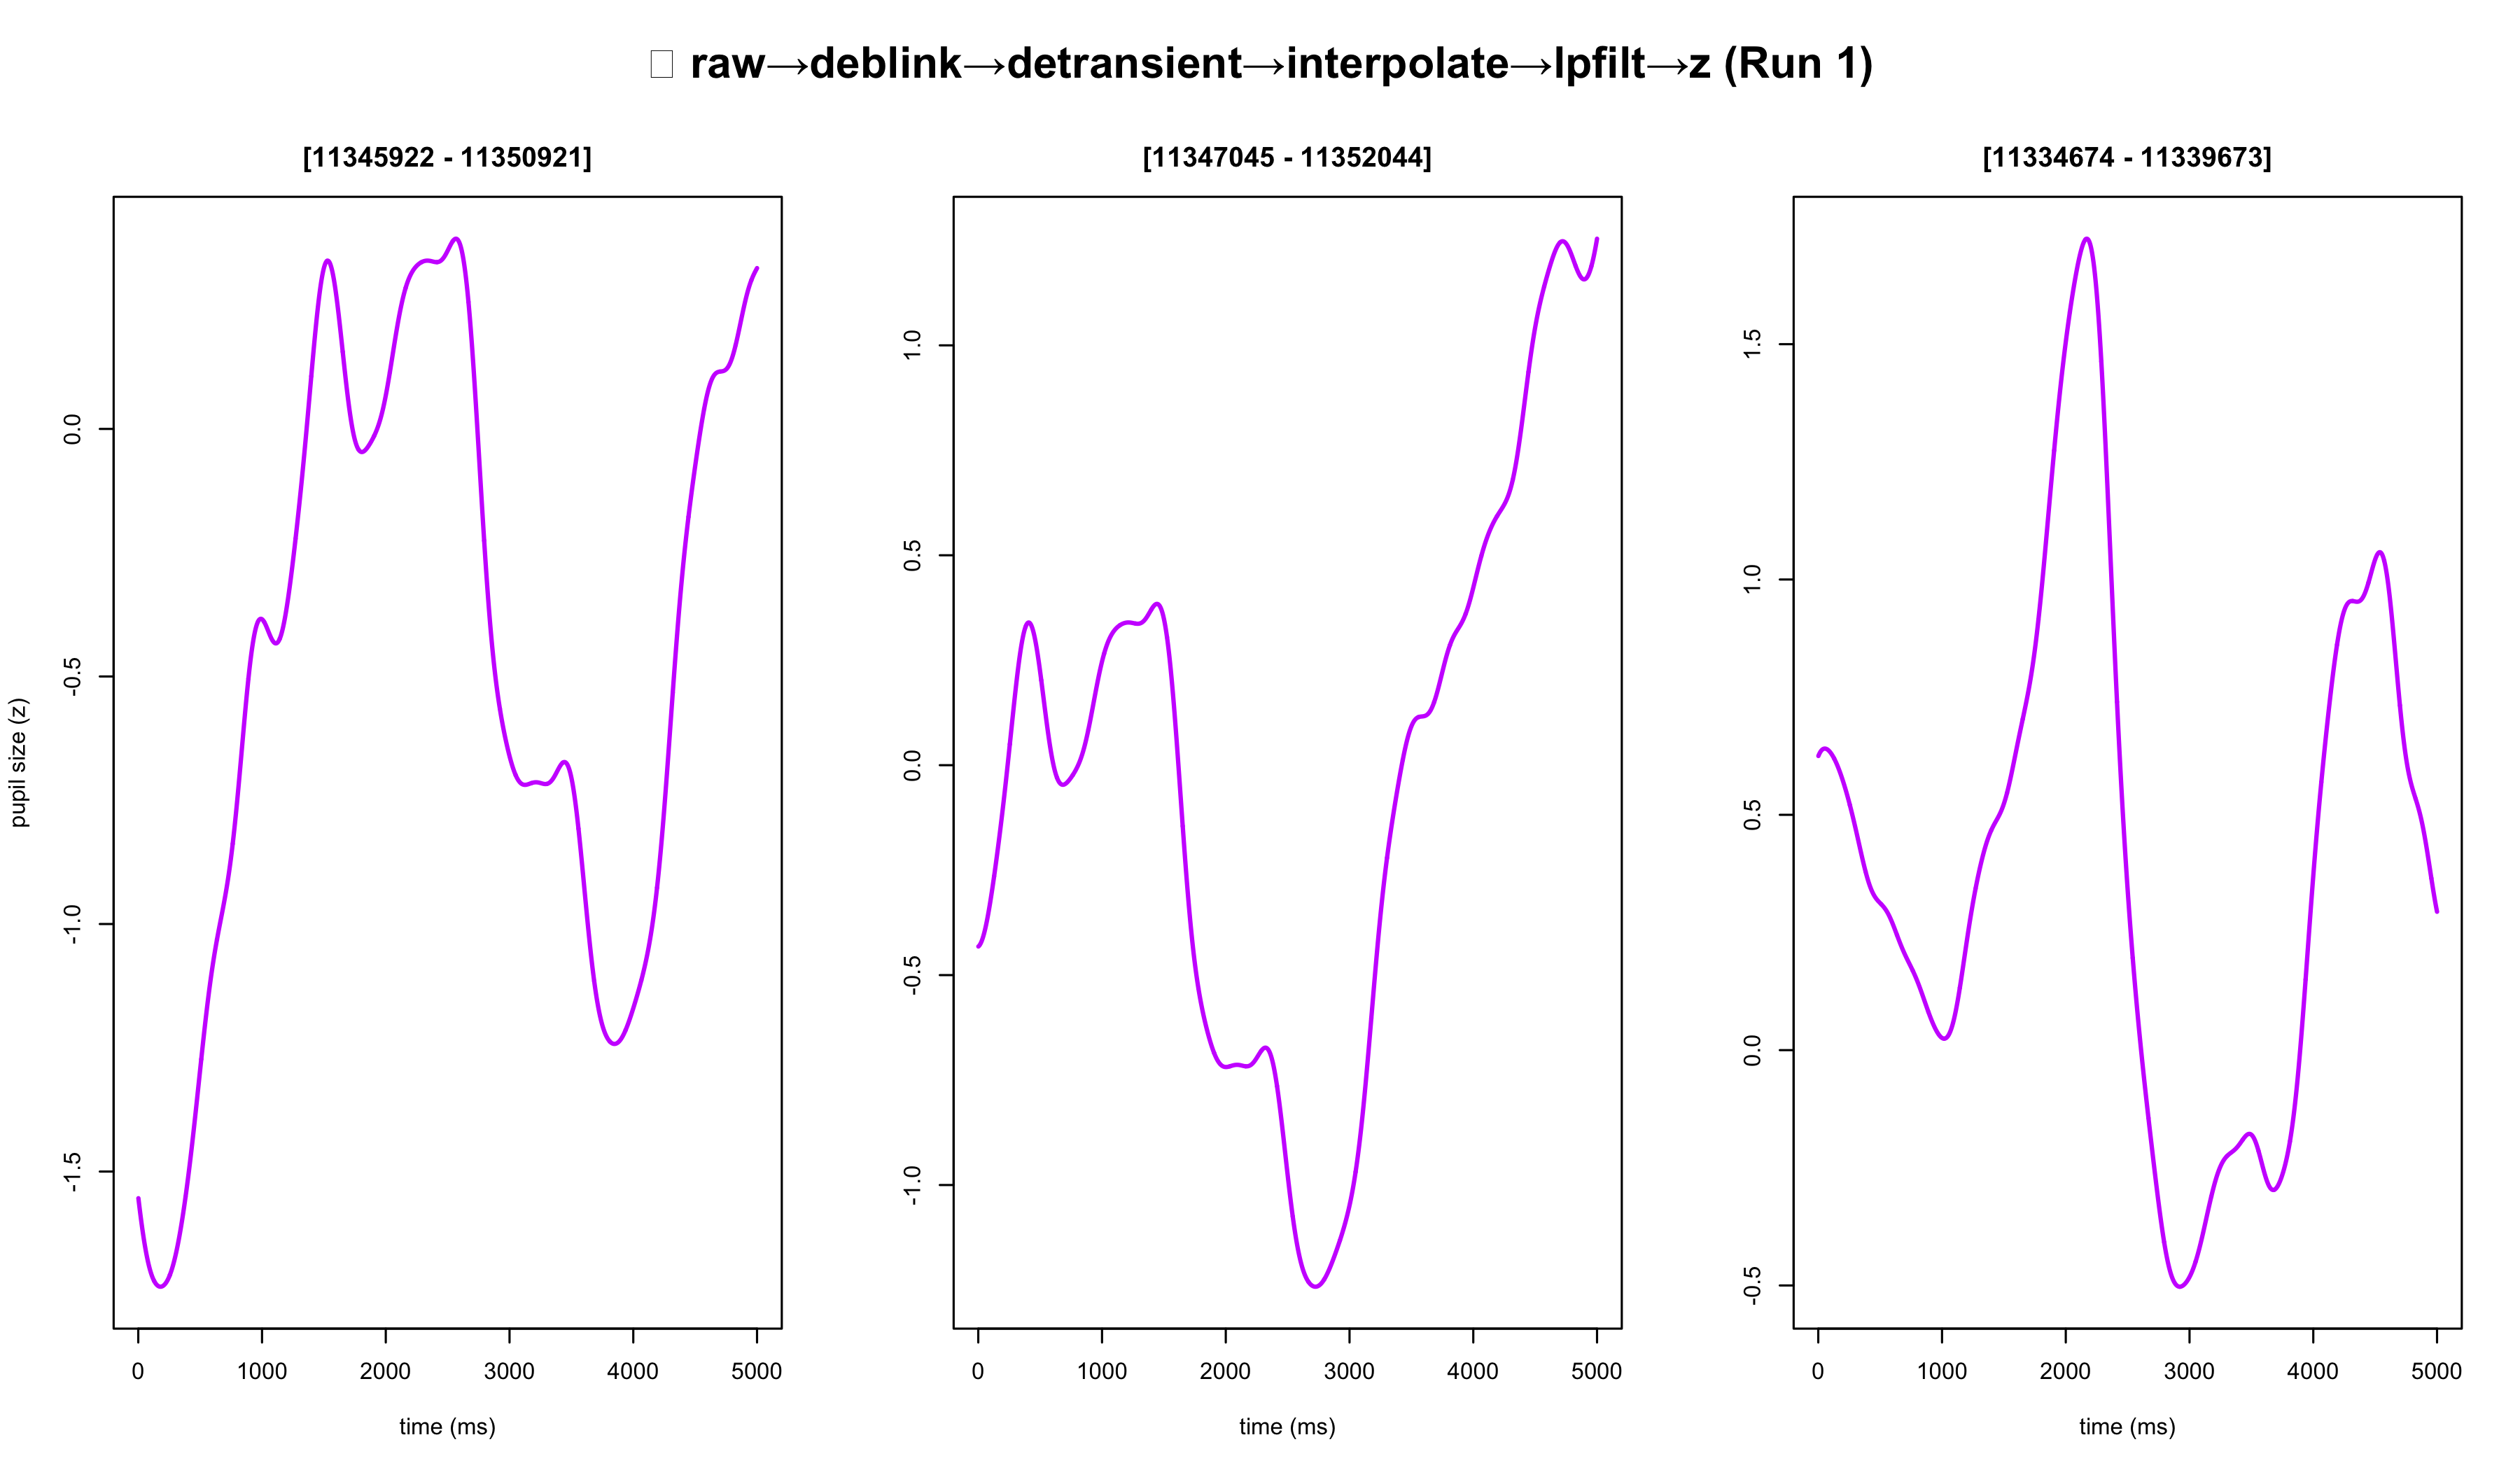 raw→deblink→detransient→interpolate→lpfilt→z (Run 1)
[11345922 - 11350921]
[11347045 - 11352044]
[11334674 - 11339673]
pupil size (z)
0.0
-0.5
-1.0
-1.5
0 1000 2000 3000 4000 5000
time (ms)
1.0
0.5
0.0
-0.5
-1.0
0 1000 2000 3000 4000 5000
time (ms)
1.5
1.0
0.5
0.0
-0.5
0 1000 2000 3000 4000 5000
time (ms)